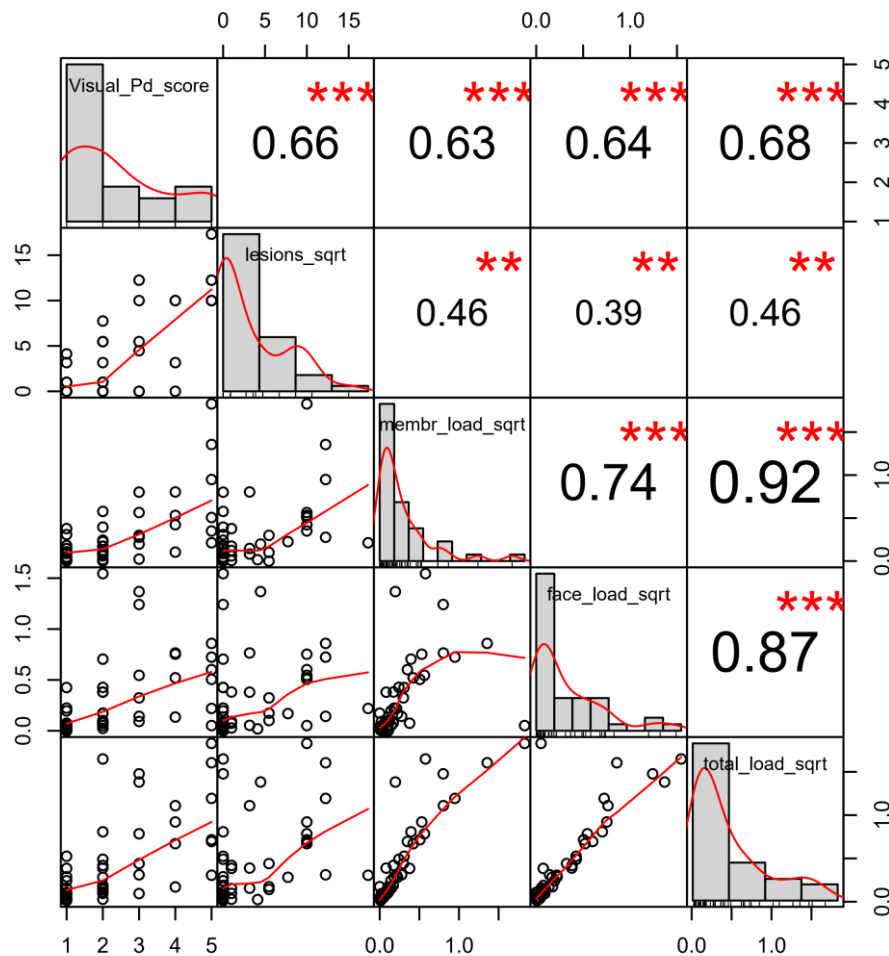 0 5 10 15 0.0 1.0
Visual_Pd_score *** 0.66 *** 0.63 *** 0.64 *** 0.68 1 2 3 4 5
0 5 10 15 lesions_sqrt ** 0.46 ** 0.39 ** 0.46
membr_load_sqrt *** 0.74 *** 0.92 0.0 1.0
0.0 0.5 1.0 1.5 face_load_sqrt *** 0.87
total_load_sqrt 0.0 1.0
1 2 3 4 5 0.0 1.0 0.0 1.0